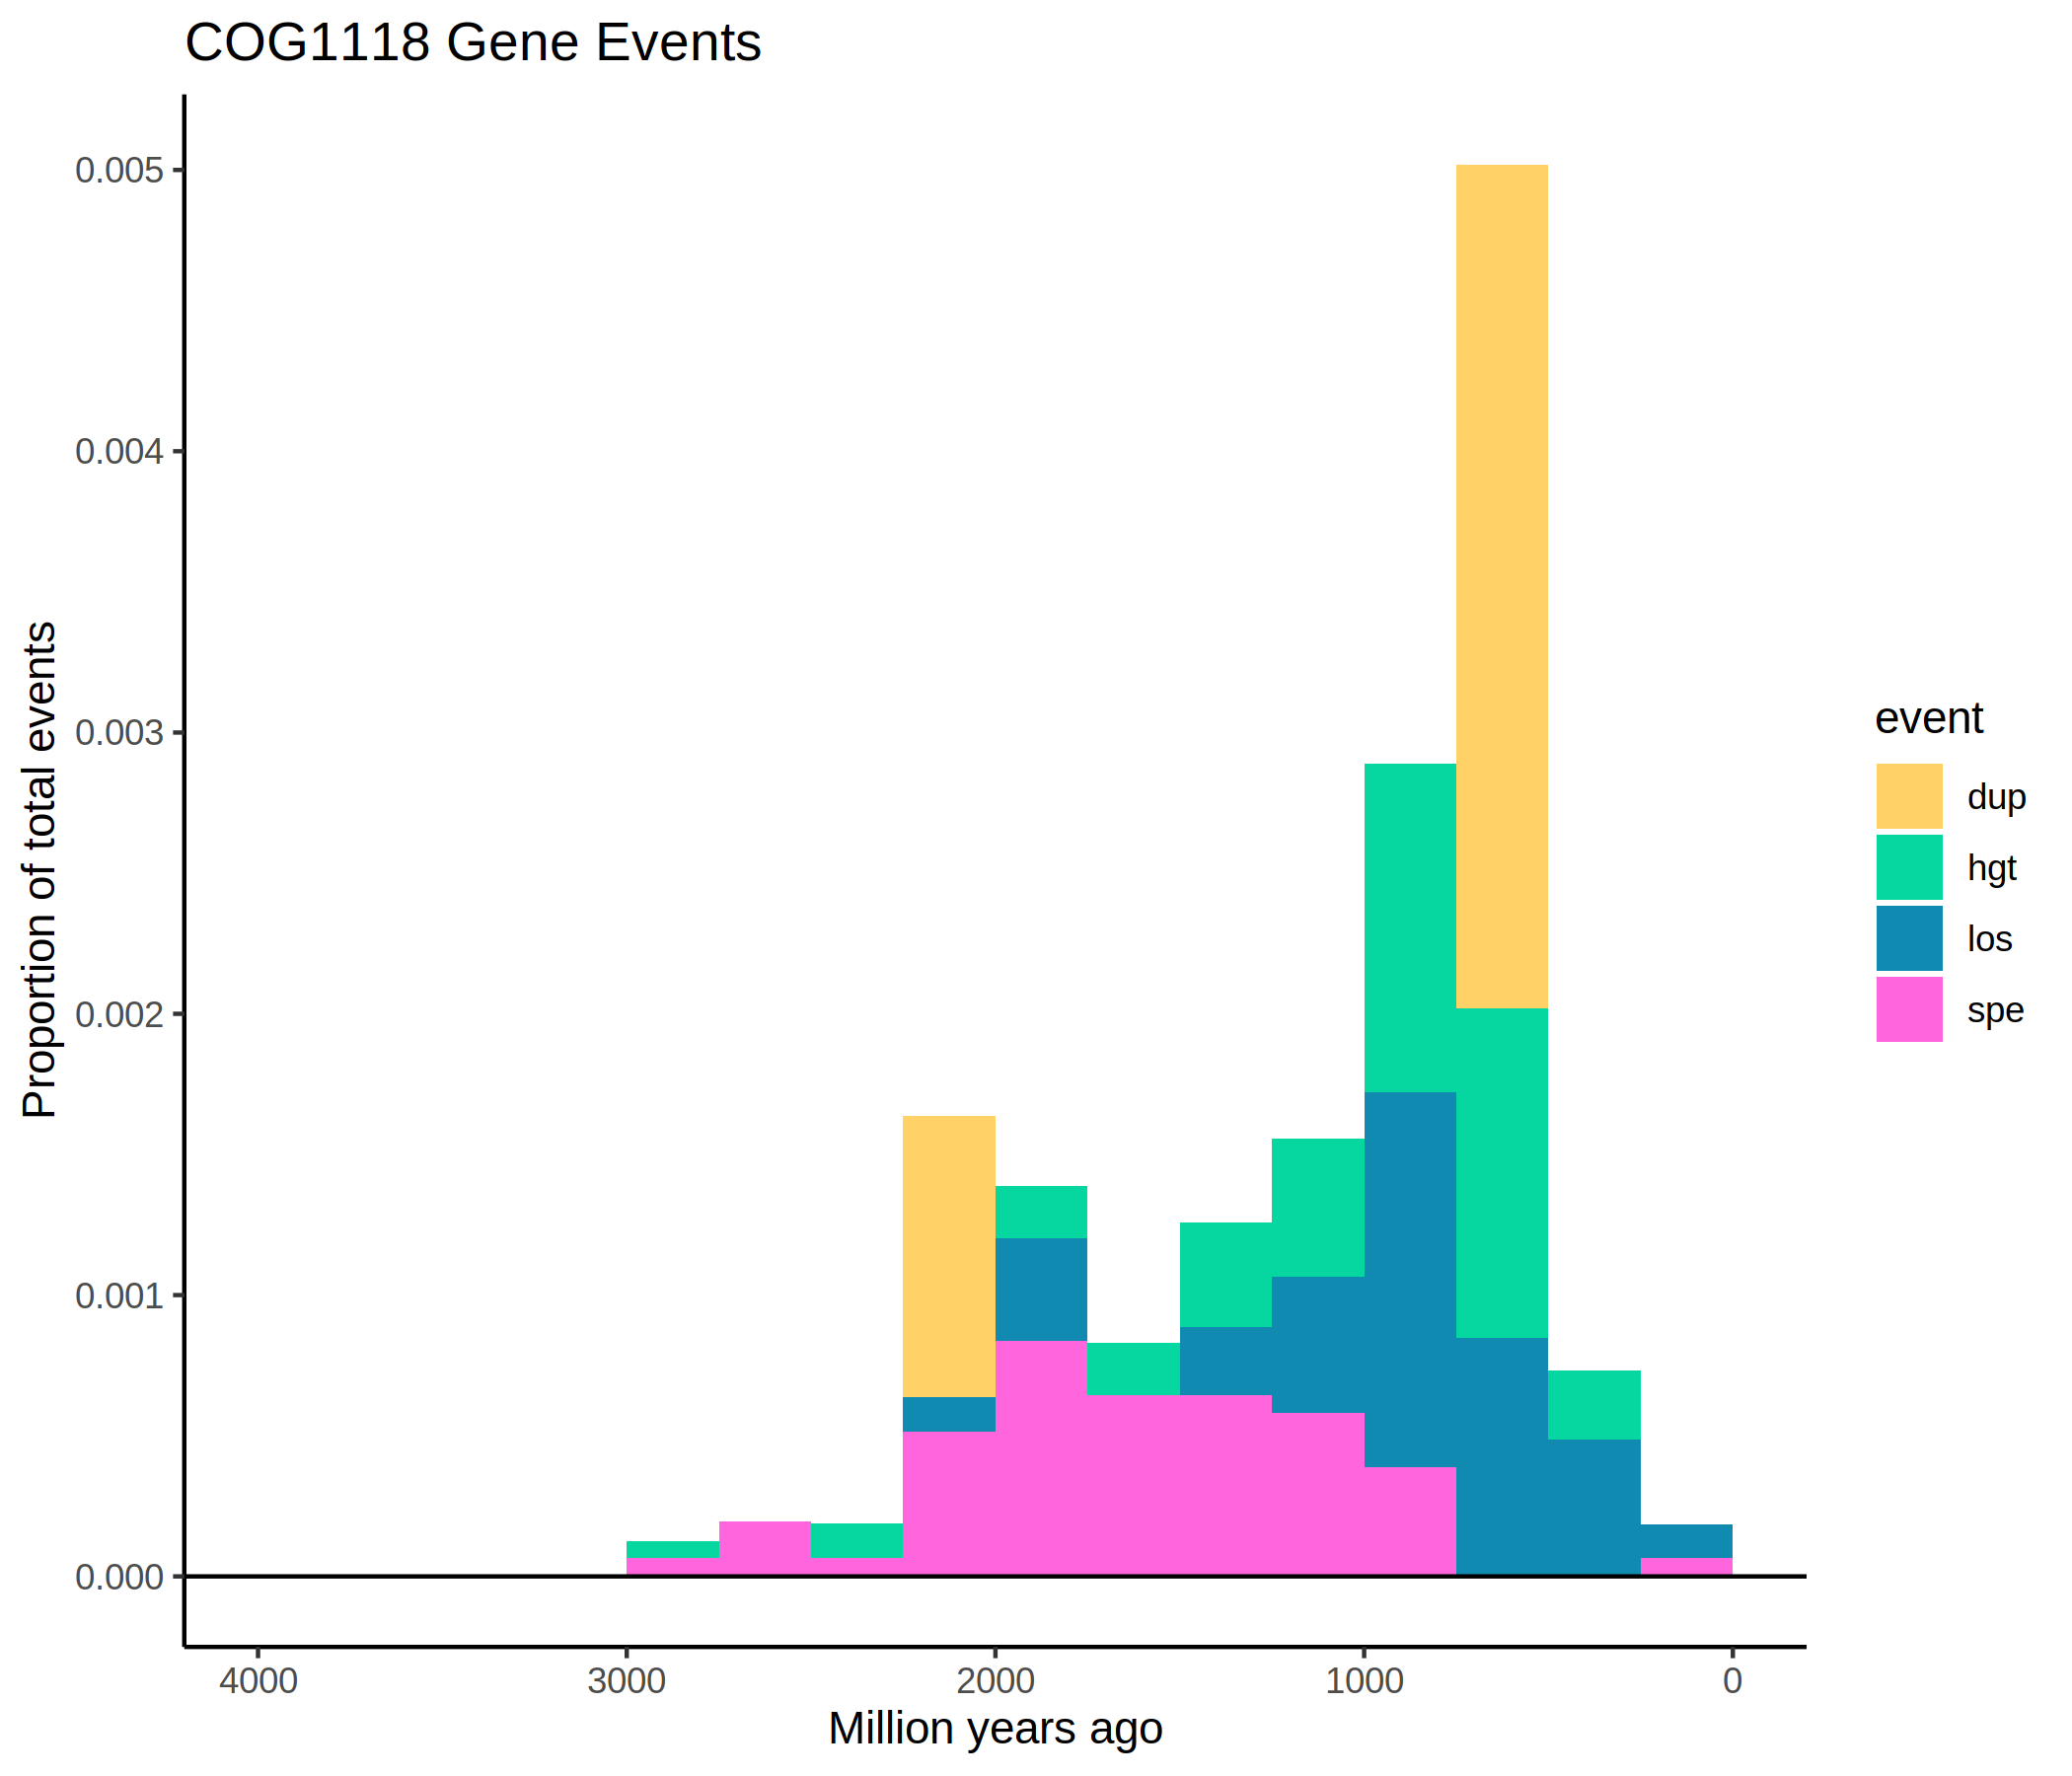 COG1118 Gene Events
Proportion of total events
0.005
0.004
0.003
0.002
0.001
0.000
4000 3000 2000 1000 0
Million years ago
event
dup
hgt
los
spe